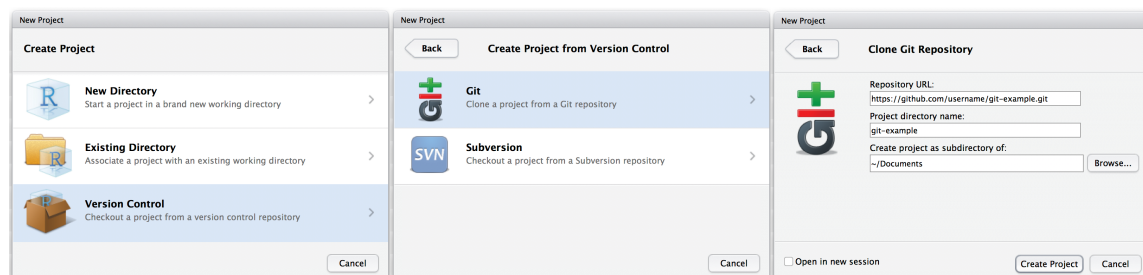 New Project
Create Project
R
New Directory
Start a project in a brand new working directory
R
Existing Directory
Associate a project with an existing working directory
R
Version Control
Checkout a project from a version control repository
Cancel
New Project
Back
Create Project from Version Control
Git
Clone a project from a Git repository
SVN
Subversion
Checkout a project from a Subversion repository
Cancel
New Project
Back
Clone Git Repository
Repository URL:
https://github.com/username/git-example.git
Project directory name:
git-example
Create project as subdirectory of:
~/Documents
Browse...
Open in new session
Create Project
Cancel